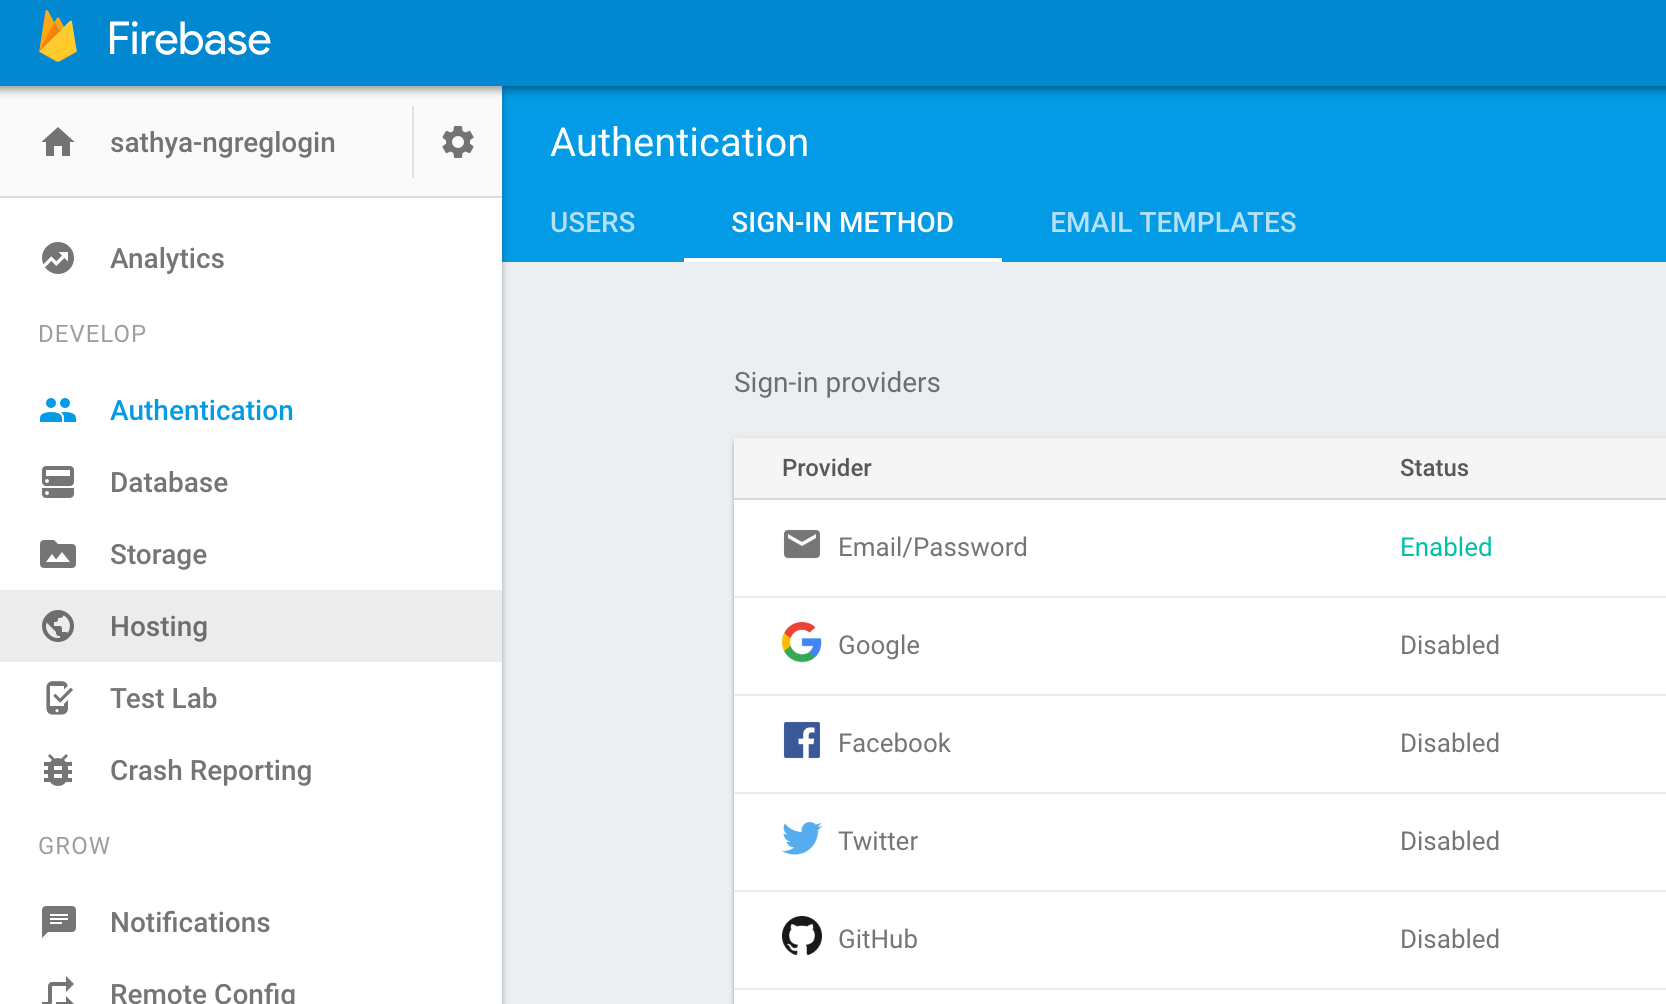 Firebase
sathya-ngreglogin
Authentication
USERS SIGN-IN METHOD EMAIL TEMPLATES
Analytics
DEVELOP
Authentication
Database
Storage
Hosting
Test Lab
Crash Reporting
GROW
Notifications
Remote Config
Sign-in providers
Provider Status
Email/Password Enabled
Google Disabled
Facebook Disabled
Twitter Disabled
GitHub Disabled